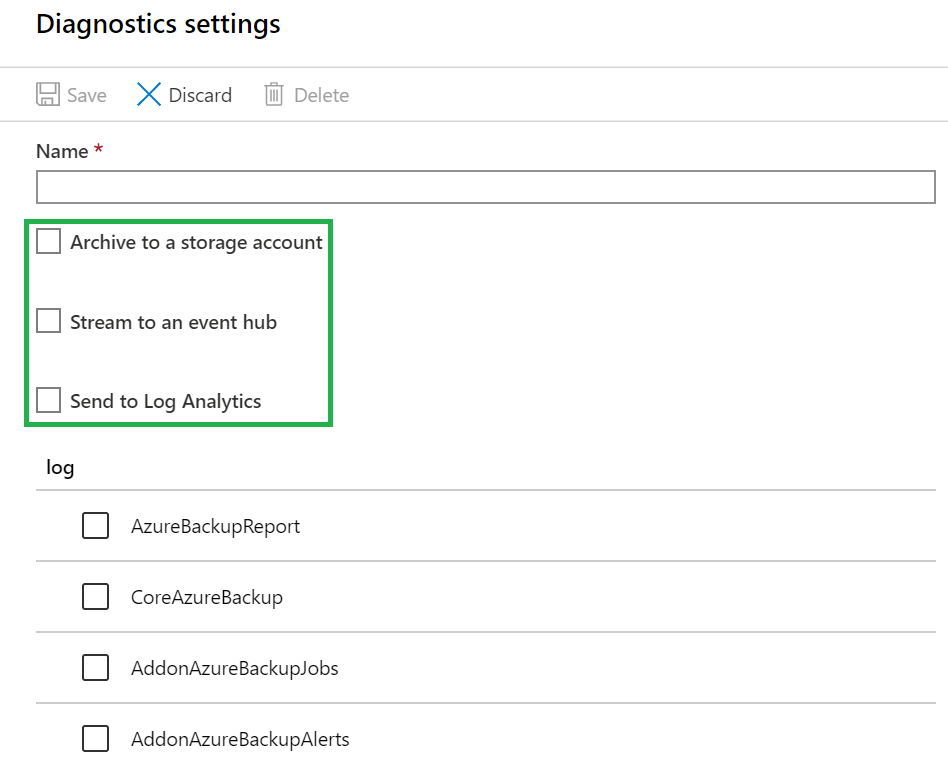 Diagnostics settings
Save Discard Delete
Name *
Archive to a storage account
Stream to an event hub
Send to Log Analytics
log
AzureBackupReport
CoreAzureBackup
AddonAzureBackupJobs
AddonAzureBackupAlerts